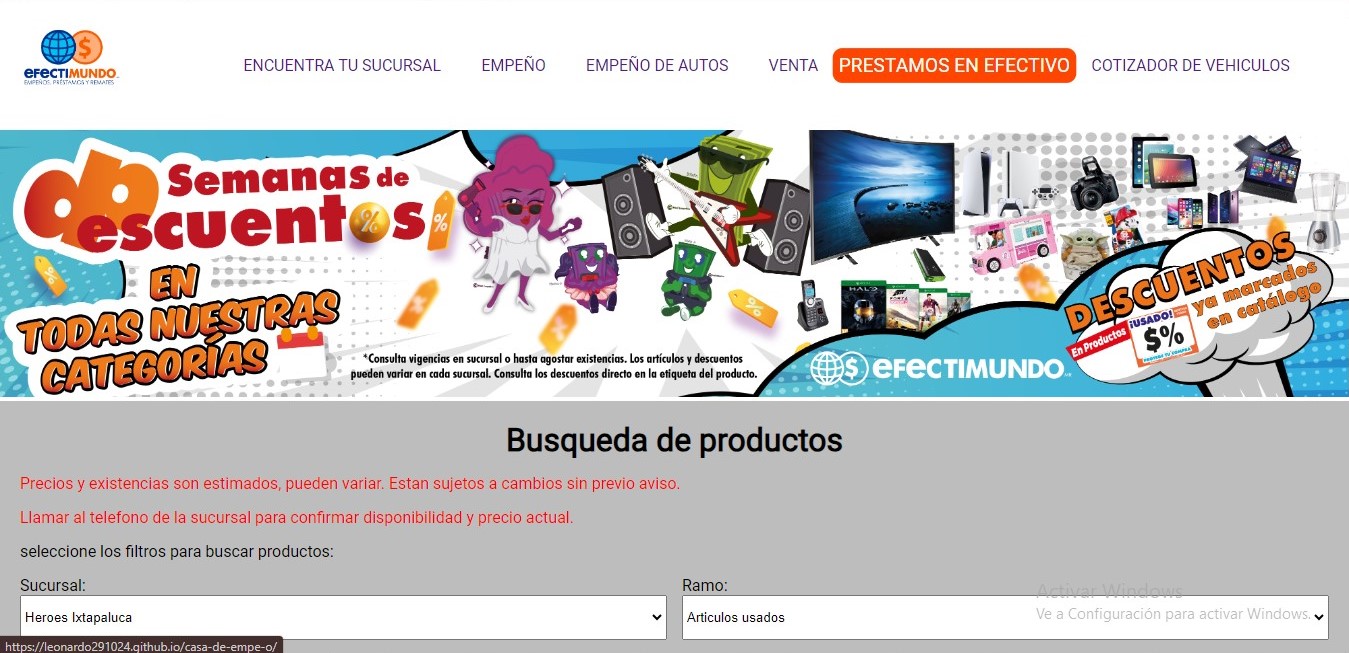 EFECTIMUNDO
EMPEÑOS, PRÉSTAMOS Y REMATES
ENCUENTRA TU SUCURSAL
EMPEÑO
EMPEÑO DE AUTOS
VENTA
PRESTAMOS EN EFECTIVO
COTIZADOR DE VEHICULOS
Semanas de
descuentos
%
EN
TODAS NUESTRAS
CATEGORÍAS
*Consulta vigencias en sucursal o hasta agostar existencias. Los artículos y descuentos
pueden variar en cada sucursal. Consulta los descuentos directo en la etiqueta del producto.
HALO
FORZA
EFECTIMUNDO
DESCUENTOS
ya marcados
en catálogo
En Productos
¡USADO!
$%
Busqueda de productos
Precios y existencias son estimados, pueden variar. Estan sujetos a cambios sin previo aviso.
Llamar al telefono de la sucursal para confirmar disponibilidad y precio actual.
seleccione los filtros para buscar productos:
Sucursal:
Ramo:
Heroes Ixtapaluca
Articulos usados
Activar Windows
Ve a Configuración para activar Windows.
https://leonardo291024.github.io/casa-de-empe-o/